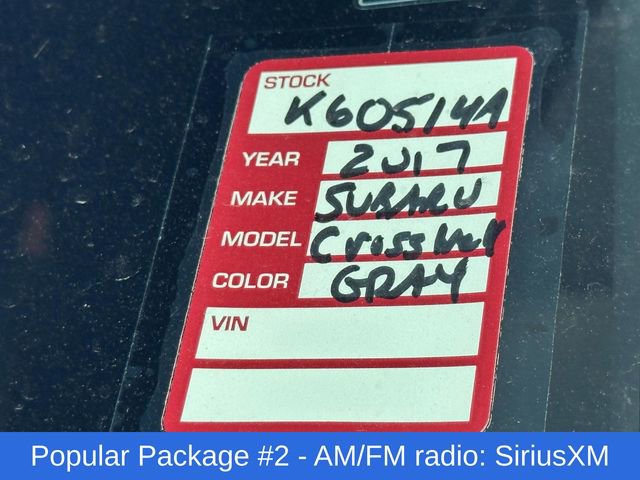 STOCK
K60514A
YEAR 2017
MAKE SUBARU
MODEL Crosstrek
COLOR GRAY
VIN
Popular Package #2 - AM/FM radio: SiriusXM